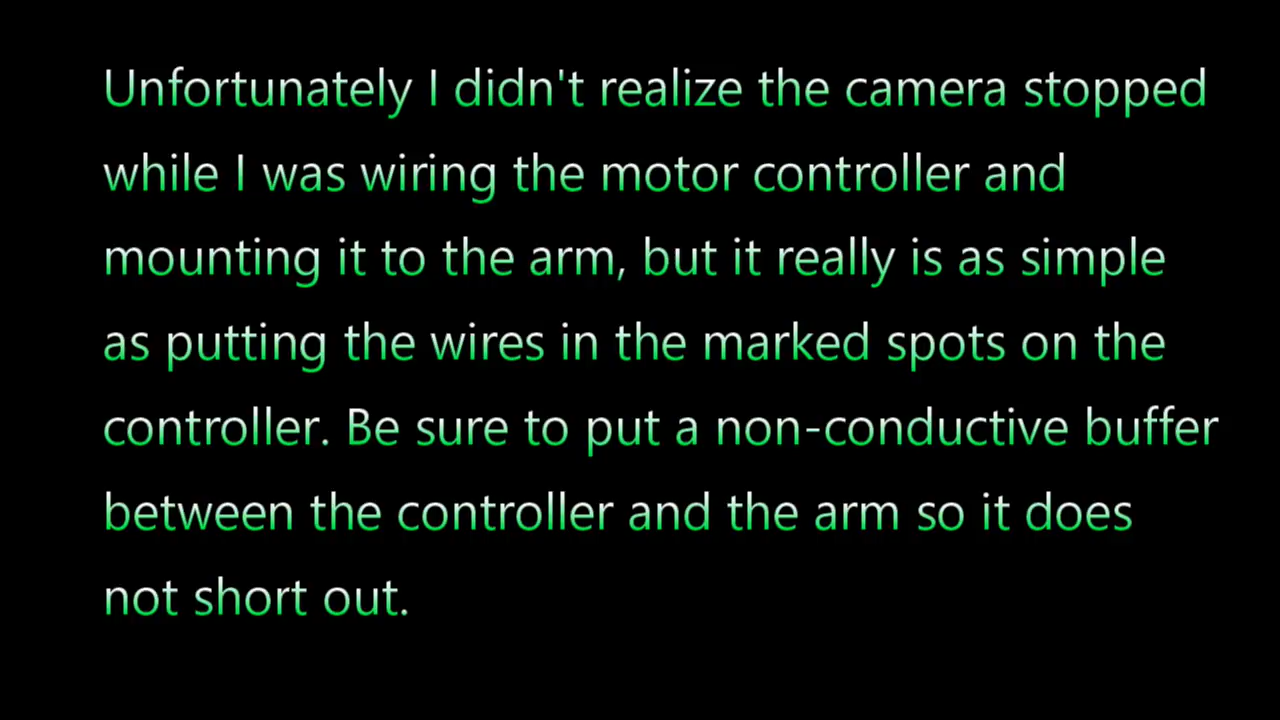 Unfortunately I didn't realize the camera stopped
while I was wiring the motor controller and
mounting it to the arm, but it really is as simple
as putting the wires in the marked spots on the
controller. Be sure to put a non-conductive buffer
between the controller and the arm so it does
not short out.